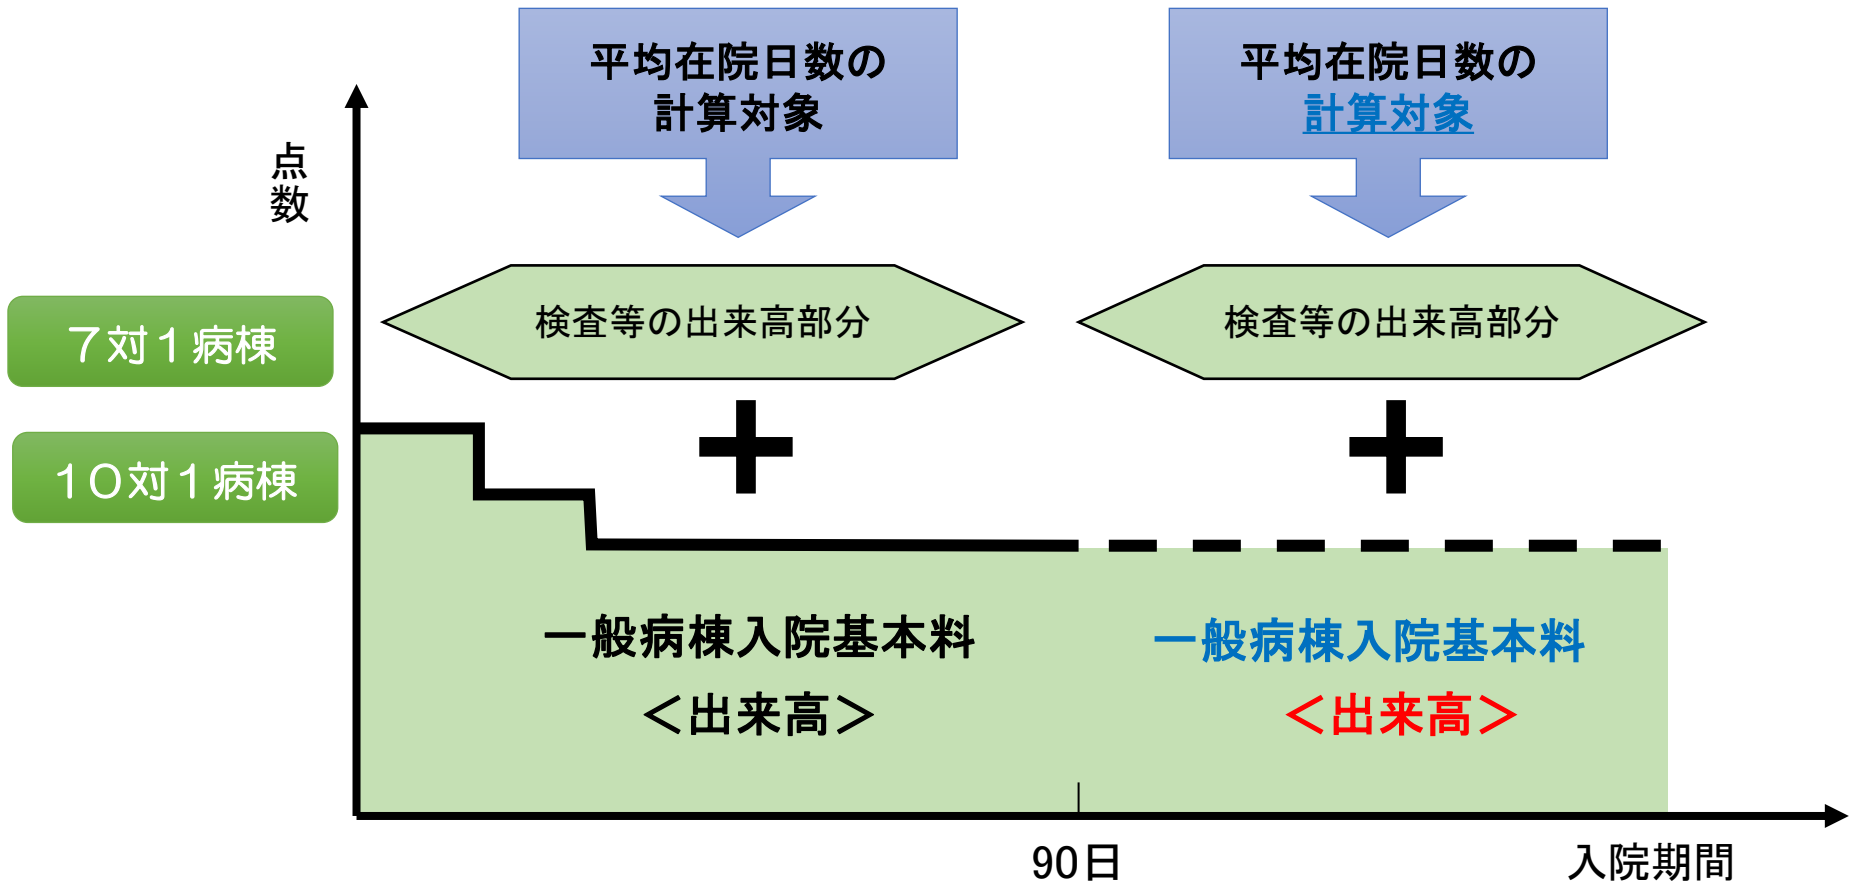 平均在院日数の
計算対象
平均在院日数の
計算対象
点
数
検査等の出来高部分
検査等の出来高部分
７対１病棟
１０対１病棟
一般病棟入院基本料
＜出来高＞
一般病棟入院基本料
＜出来高＞
90日
入院期間